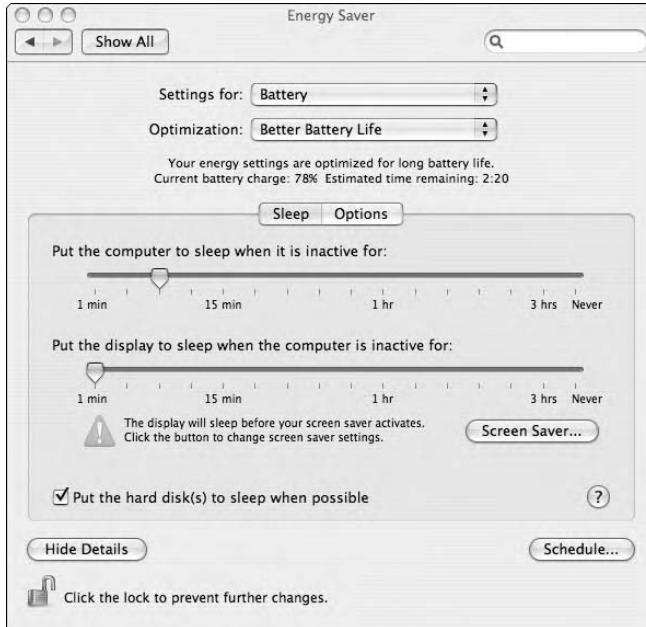 Energy Saver
Show All
Settings for: Battery
Optimization: Better Battery Life
Your energy settings are optimized for long battery life.
Current battery charge: 78% Estimated time remaining: 2:20
Sleep Options
Put the computer to sleep when it is inactive for:
1 min 15 min 1 hr 3 hrs Never
Put the display to sleep when the computer is inactive for:
1 min 15 min 1 hr 3 hrs Never
The display will sleep before your screen saver activates.
Click the button to change screen saver settings.
Screen Saver...
Put the hard disk(s) to sleep when possible
?
Hide Details Schedule...
Click the lock to prevent further changes.